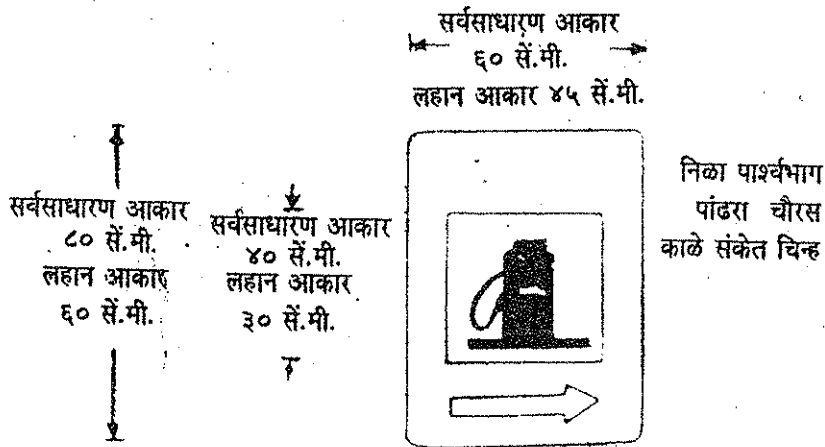 सर्वसाधारण आकार
६० सें.मी.
लहान आकार ४५ सें.मी.
सर्वसाधारण आकार
८० सें.मी.
लहान आकार
६० सें.मी.
सर्वसाधारण आकार
४० सें.मी.
लहान आकार
३० सें.मी.
निळा पार्श्वभाग
पांढरा चौरस
काळे संकेत चिन्ह